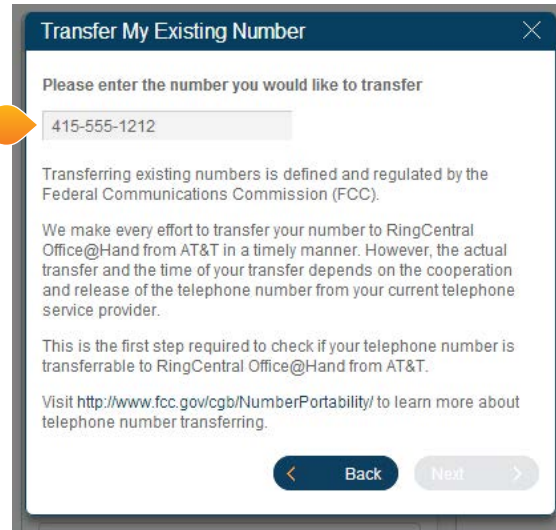 Transfer My Existing Number
Please enter the number you would like to transfer
415-555-1212
Transferring existing numbers is defined and regulated by the
Federal Communications Commission (FCC).
We make every effort to transfer your number to RingCentral
Office@Hand from AT&T in a timely manner. However, the actual
transfer and the time of your transfer depends on the cooperation
and release of the telephone number from your current telephone
service provider.
This is the first step required to check if your telephone number is
transferrable to RingCentral Office@Hand from AT&T.
Visit http://www.fcc.gov/cgb/NumberPortability/ to learn more about
telephone number transferring.
Back Next